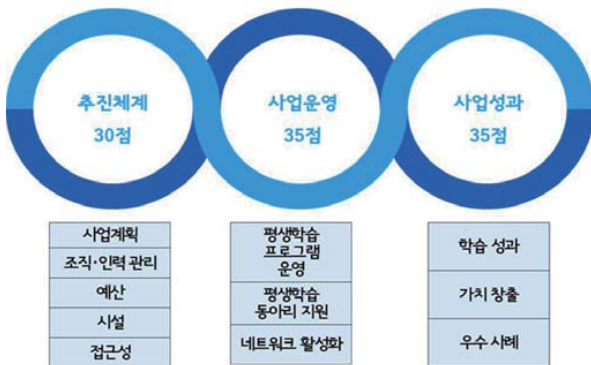 추진체계
30점
사업운영
35점
사업성과
35점
사업계획
조직·인력 관리
예산
시설
접근성
평생학습
프로그램
운영
평생학습
동아리 지원
네트워크 활성화
학습 성과
가치 창출
우수 사례